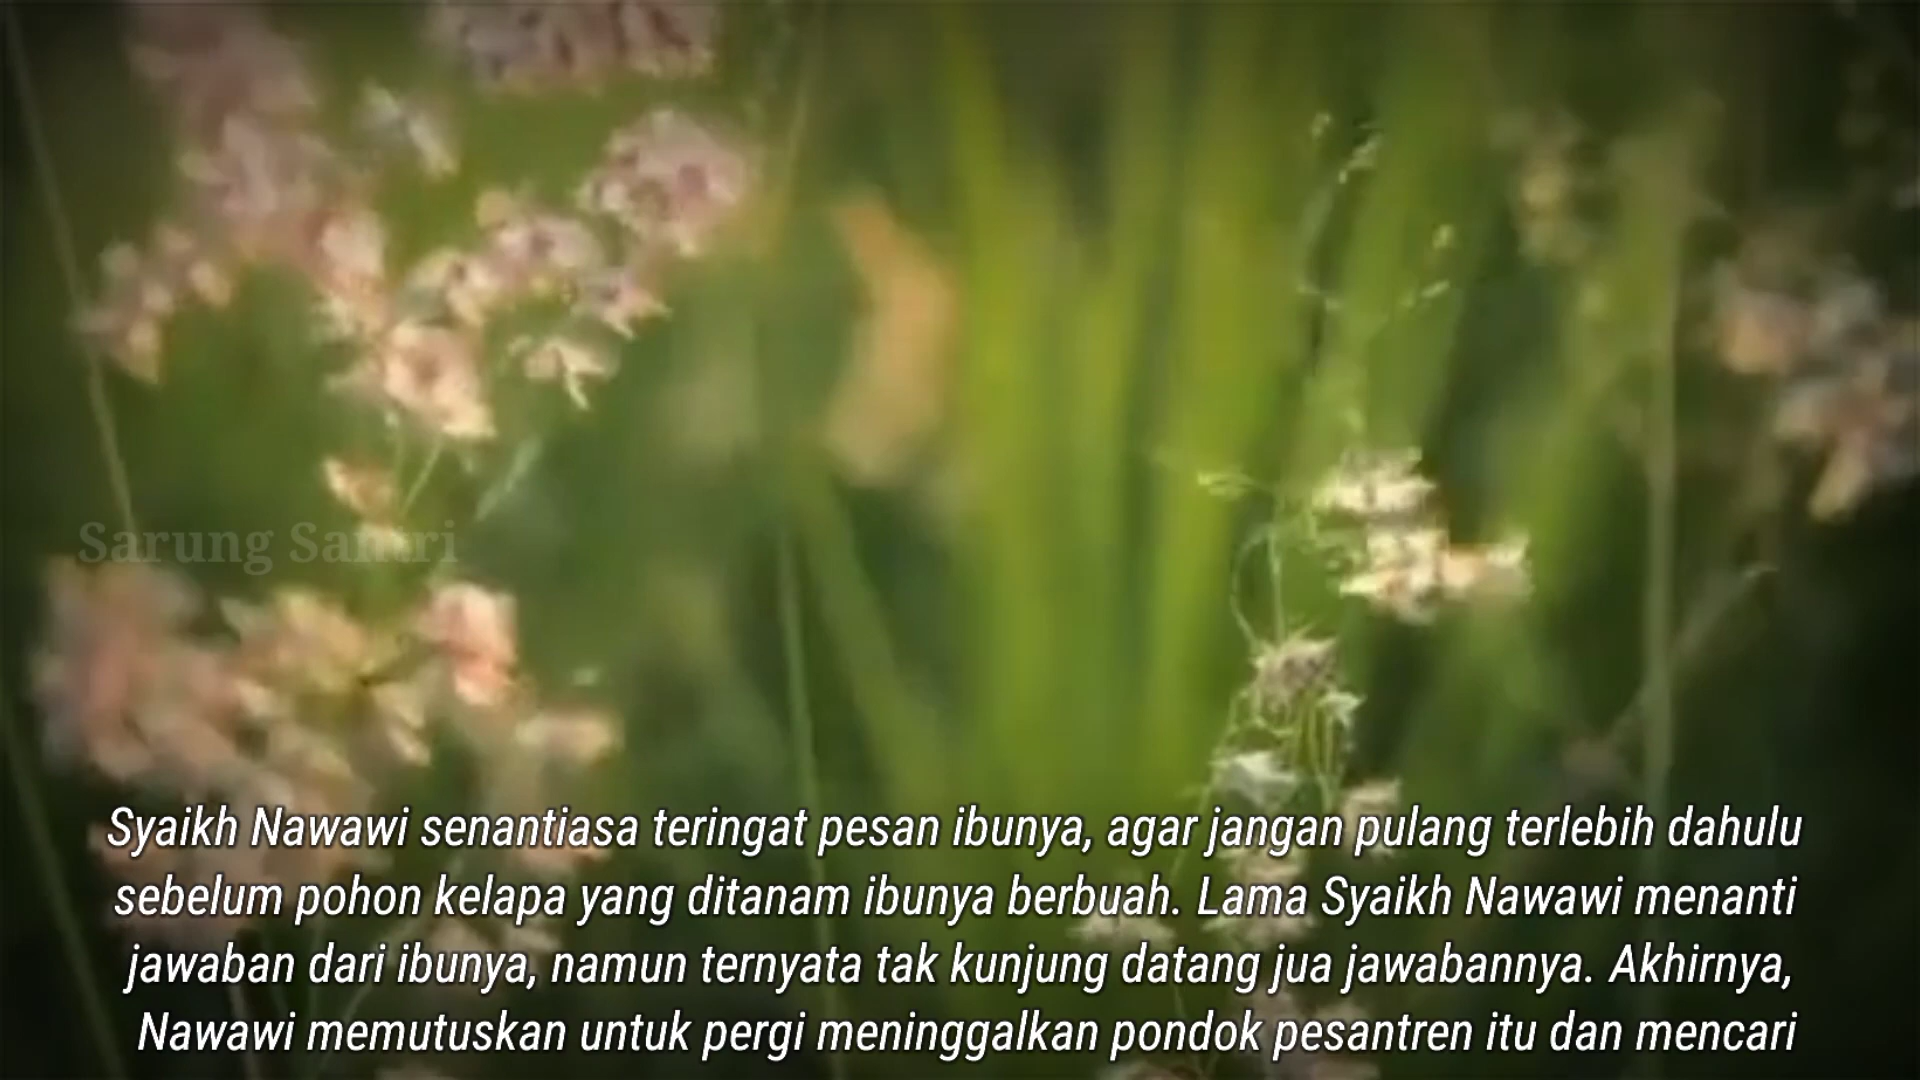 Sarung Santri
Syaikh Nawawi senantiasa teringat pesan ibunya, agar jangan pulang terlebih dahulu
sebelum pohon kelapa yang ditanam ibunya berbuah. Lama Syaikh Nawawi menanti
jawaban dari ibunya, namun ternyata tak kunjung datang jua jawabannya. Akhirnya,
Nawawi memutuskan untuk pergi meninggalkan pondok pesantren itu dan mencari